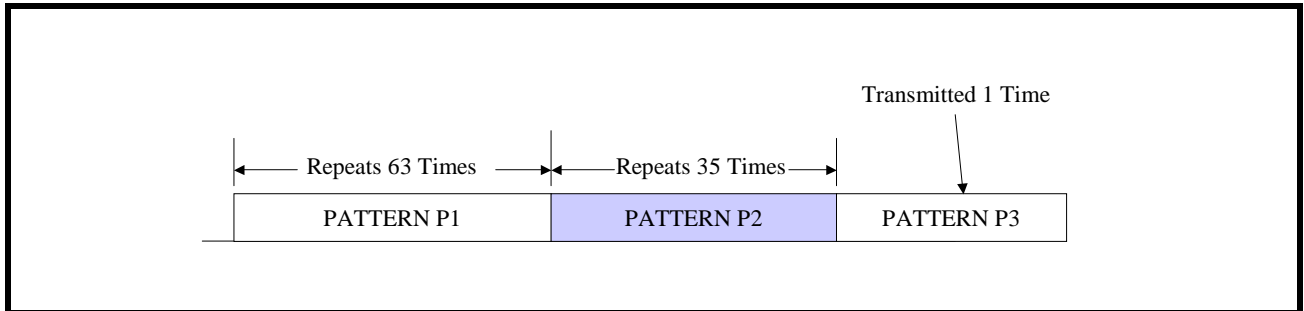 Transmitted 1 Time
Repeats 63 Times
Repeats 35 Times
PATTERN P1
PATTERN P2
PATTERN P3